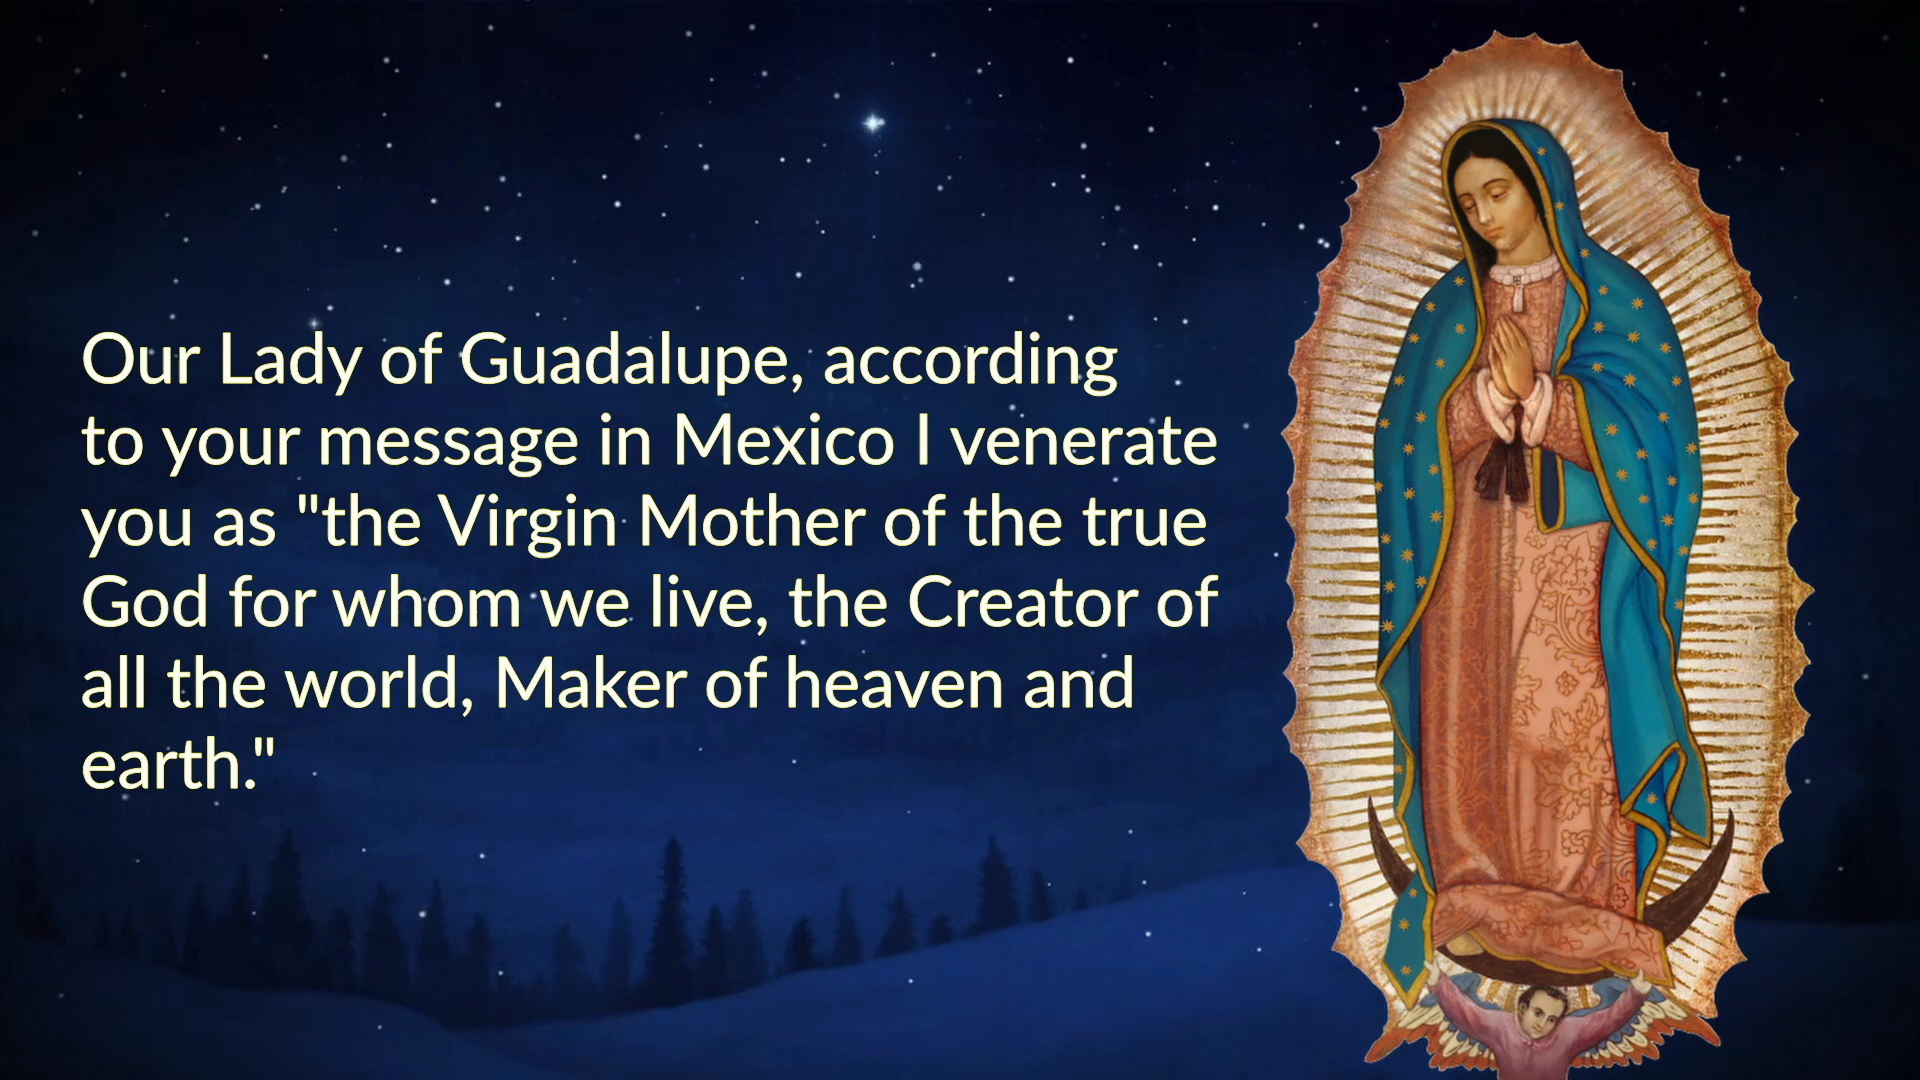 Our Lady of Guadalupe, according
to your message in Mexico I venerate
you as "the Virgin Mother of the true
God for whom we live, the Creator of
all the world, Maker of heaven and
earth."